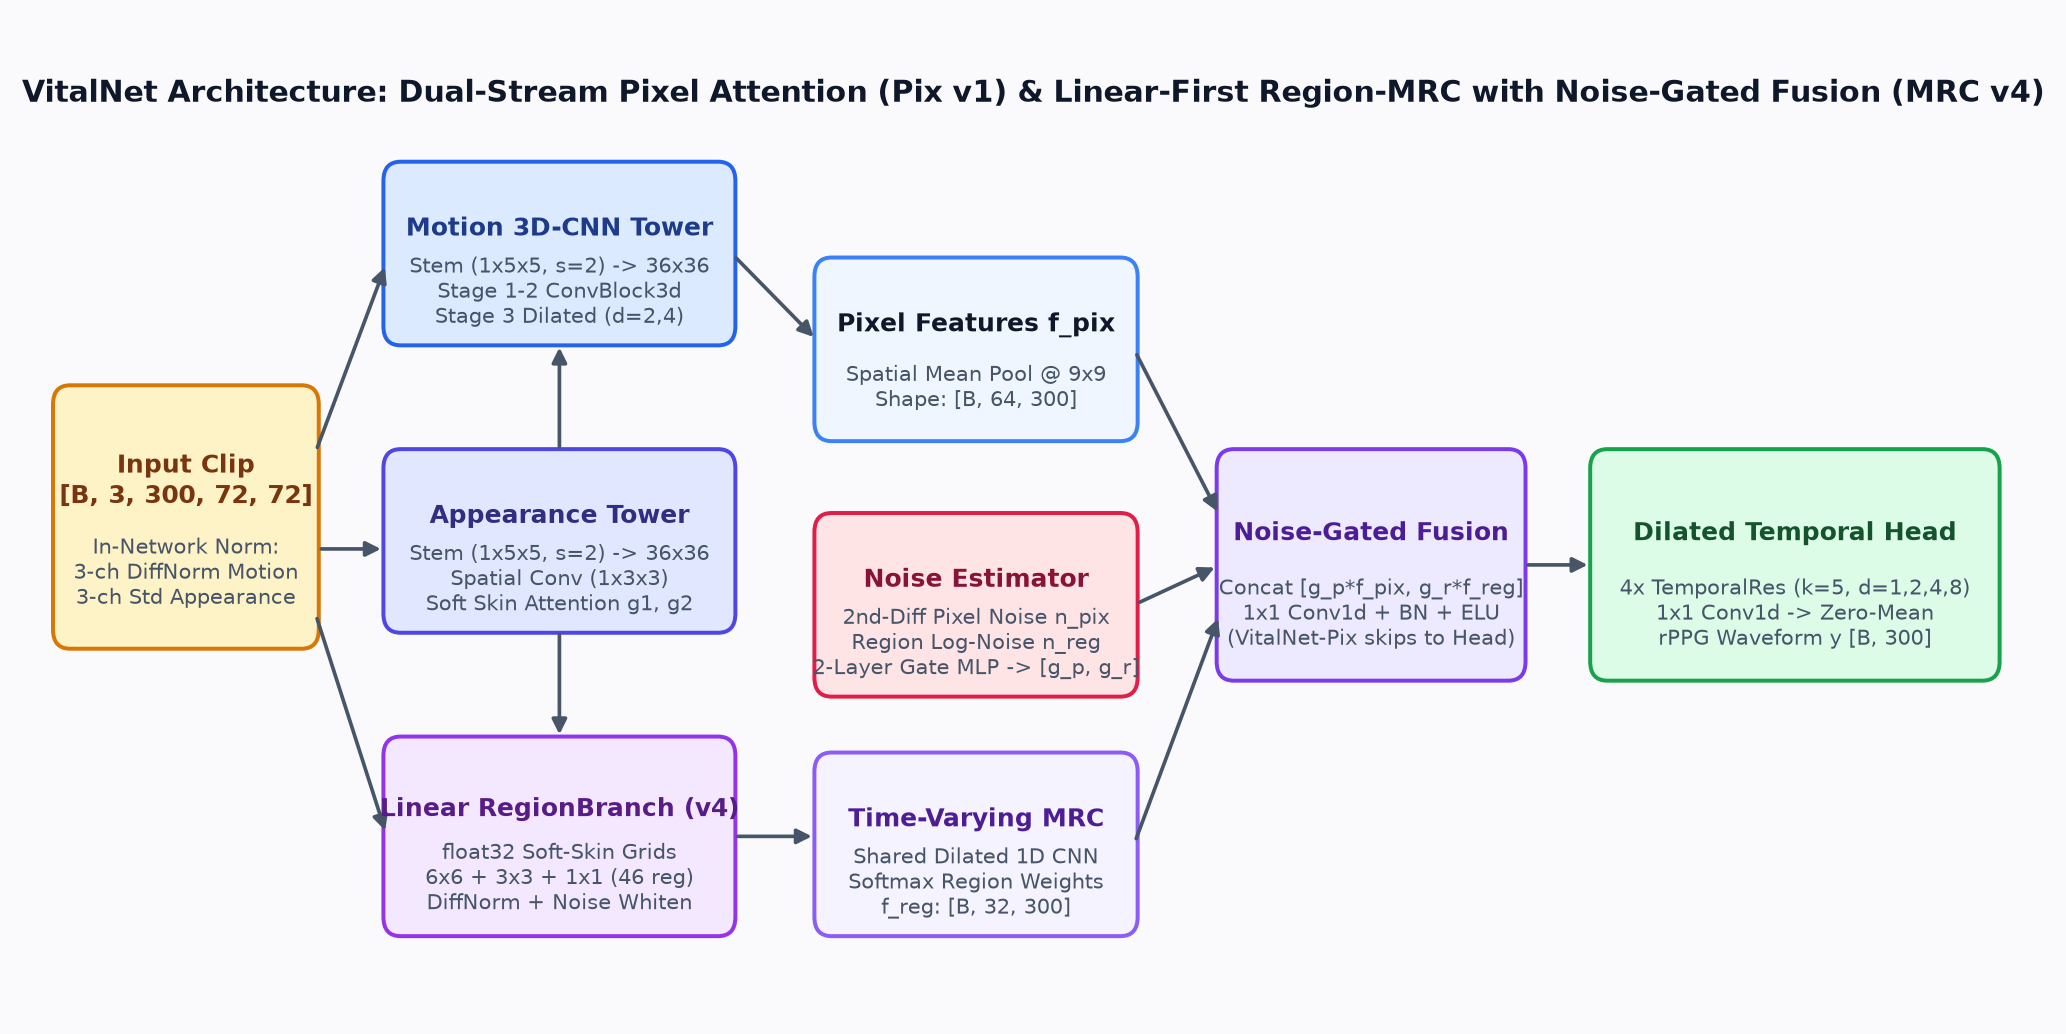 VitalNet Architecture: Dual-Stream Pixel Attention (Pix v1) & Linear-First Region-MRC with Noise-Gated Fusion (MRC v4)
Input Clip
[B, 3, 300, 72, 72]
In-Network Norm:
3-ch DiffNorm Motion
3-ch Std Appearance
Motion 3D-CNN Tower
Stem (1x5x5, s=2) -> 36x36
Stage 1-2 ConvBlock3d
Stage 3 Dilated (d=2,4)
Appearance Tower
Stem (1x5x5, s=2) -> 36x36
Spatial Conv (1x3x3)
Soft Skin Attention g1, g2
Linear RegionBranch (v4)
float32 Soft-Skin Grids
6x6 + 3x3 + 1x1 (46 reg)
DiffNorm + Noise Whiten
Pixel Features f_pix
Spatial Mean Pool @ 9x9
Shape: [B, 64, 300]
Noise Estimator
2nd-Diff Pixel Noise n_pix
Region Log-Noise n_reg
2-Layer Gate MLP -> [g_p, g_r]
Time-Varying MRC
Shared Dilated 1D CNN
Softmax Region Weights
f_reg: [B, 32, 300]
Noise-Gated Fusion
Concat [g_p*f_pix, g_r*f_reg]
1x1 Conv1d + BN + ELU
(VitalNet-Pix skips to Head)
Dilated Temporal Head
4x TemporalRes (k=5, d=1,2,4,8)
1x1 Conv1d -> Zero-Mean
rPPG Waveform y [B, 300]